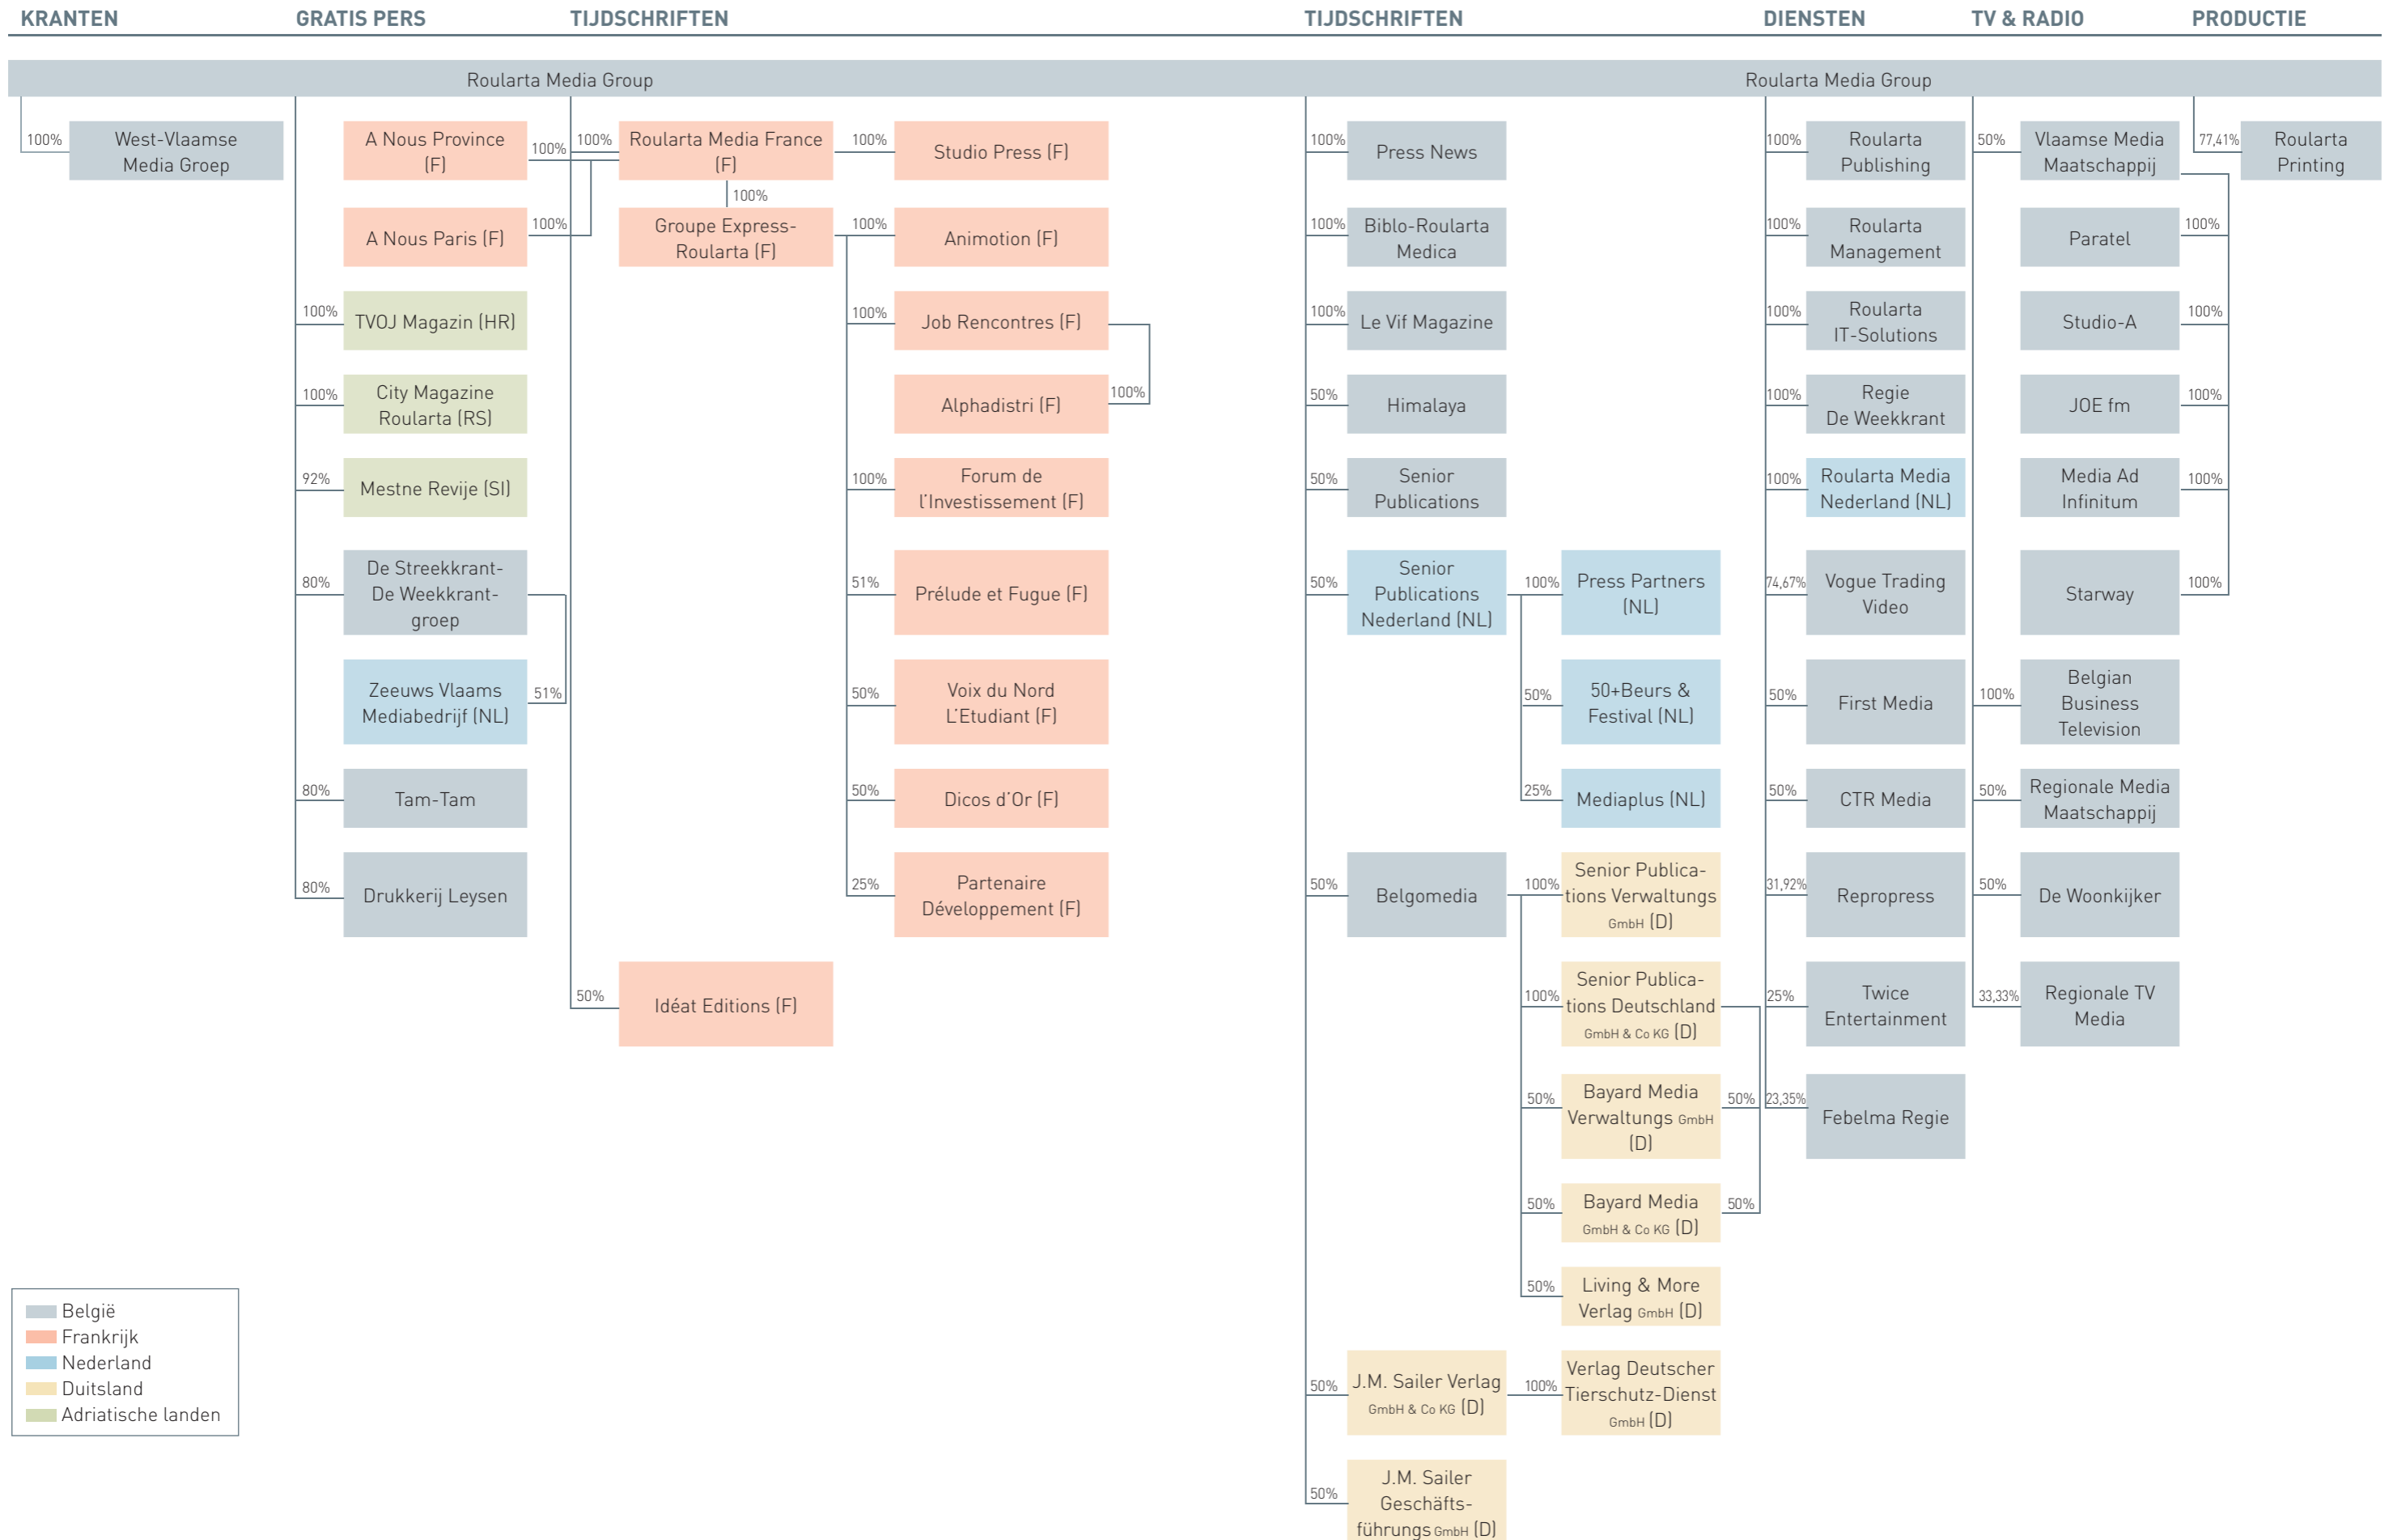 KRANTEN GRATIS PERS TIJDSCHRIFTEN TIJDSCHRIFTEN DIENSTEN TV & RADIO PRODUCTIE
Roularta Media Group Roularta Media Group
100%
West-Vlaamse
Media Groep
A Nous Province
(F)
100%
A Nous Paris (F)
100%
100%
TVOJ Magazin (HR)
100%
City Magazine
Roularta (RS)
92%
Mestne Revije (SI)
80%
De Streekkrant-
De Weekkrant-
groep
Zeeuws Vlaams
Mediabedrijf (NL)
51%
80%
Tam-Tam
80%
Drukkerij Leysen
100%
Roularta Media France
(F)
100%
Groupe Express-
Roularta (F)
50%
Idéat Editions (F)
100%
Studio Press (F)
100%
Animotion (F)
100%
Job Rencontres (F)
Alphadistri (F)
100%
100%
Forum de
l'Investissement (F)
51%
Prélude et Fugue (F)
50%
Voix du Nord
L'Etudiant (F)
50%
Dicos d'Or (F)
25%
Partenaire
Développement (F)
100%
Press News
100%
Biblo-Roularta
Medica
100%
Le Vif Magazine
50%
Himalaya
50%
Senior
Publications
50%
Senior
Publications
Nederland (NL)
100%
Press Partners
(NL)
50%
50+Beurs &
Festival (NL)
25%
Mediaplus (NL)
50%
Belgomedia
100%
Senior Publica-
tions Verwaltungs
GmbH (D)
100%
Senior Publica-
tions Deutschland
GmbH & Co KG (D)
50%
Bayard Media
Verwaltungs GmbH
(D)
50%
50%
Bayard Media
GmbH & Co KG (D)
50%
50%
Living & More
Verlag GmbH (D)
50%
J.M. Sailer Verlag
GmbH & Co KG (D)
100%
Verlag Deutscher
Tierschutz-Dienst
GmbH (D)
50%
J.M. Sailer
Geschäfts-
führungs GmbH (D)
100%
Roularta
Publishing
100%
Roularta
Management
100%
Roularta
IT-Solutions
100%
Regie
De Weekkrant
100%
Roularta Media
Nederland (NL)
74,67%
Vogue Trading
Video
50%
First Media
50%
CTR Media
31,92%
Repropress
25%
Twice
Entertainment
23,35%
Febelma Regie
50%
Vlaamse Media
Maatschappij
Paratel
100%
Studio-A
100%
JOE fm
100%
Media Ad
Infinitum
100%
Starway
100%
100%
Belgian
Business
Television
50%
Regionale Media
Maatschappij
50%
De Woonkijker
33,33%
Regionale TV
Media
77,41%
Roularta
Printing
België
Frankrijk
Nederland
Duitsland
Adriatische landen